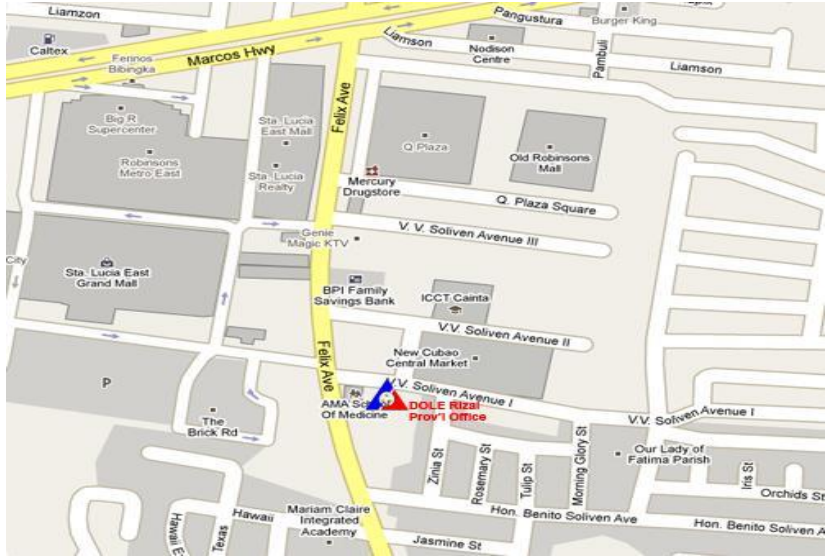 Liamzon
Pangustura
Burger King
Caltex
Ferinos
Bibingka
Marcos Hwy
Liamson
Nodison
Centre
Pambuli
Liamson
Big R
Supercenter
Robinsons
Metro East
Sta. Lucia
East Mall
Sta. Lucia
Realty
Felix Ave
Q Plaza
Old Robinsons
Mall
Mercury
Drugstore
Q. Plaza Square
V. V. Soliven Avenue III
Genie
Magic KTV
City
Sta. Lucia East
Grand Mall
BPI Family
Savings Bank
ICCT Cainta
V.V. Soliven Avenue II
New Cubao
Central Market
Felix Ave
P
V.V. Soliven Avenue I
AMA School
Of Medicine
DOLE Rizal
Prov'l Office
V.V. Soliven Avenue I
The
Brick Rd
Zinia St
Rosemary St
Tulip St
Morning Glory St
Our Lady of
Fatima Parish
Iris St
Orchids St
Hawaii E
Texas
Hawaii
Mariam Claire
Integrated
Academy
Hon. Benito Soliven Ave
Hon. Benito Soliven A
Jasmine St